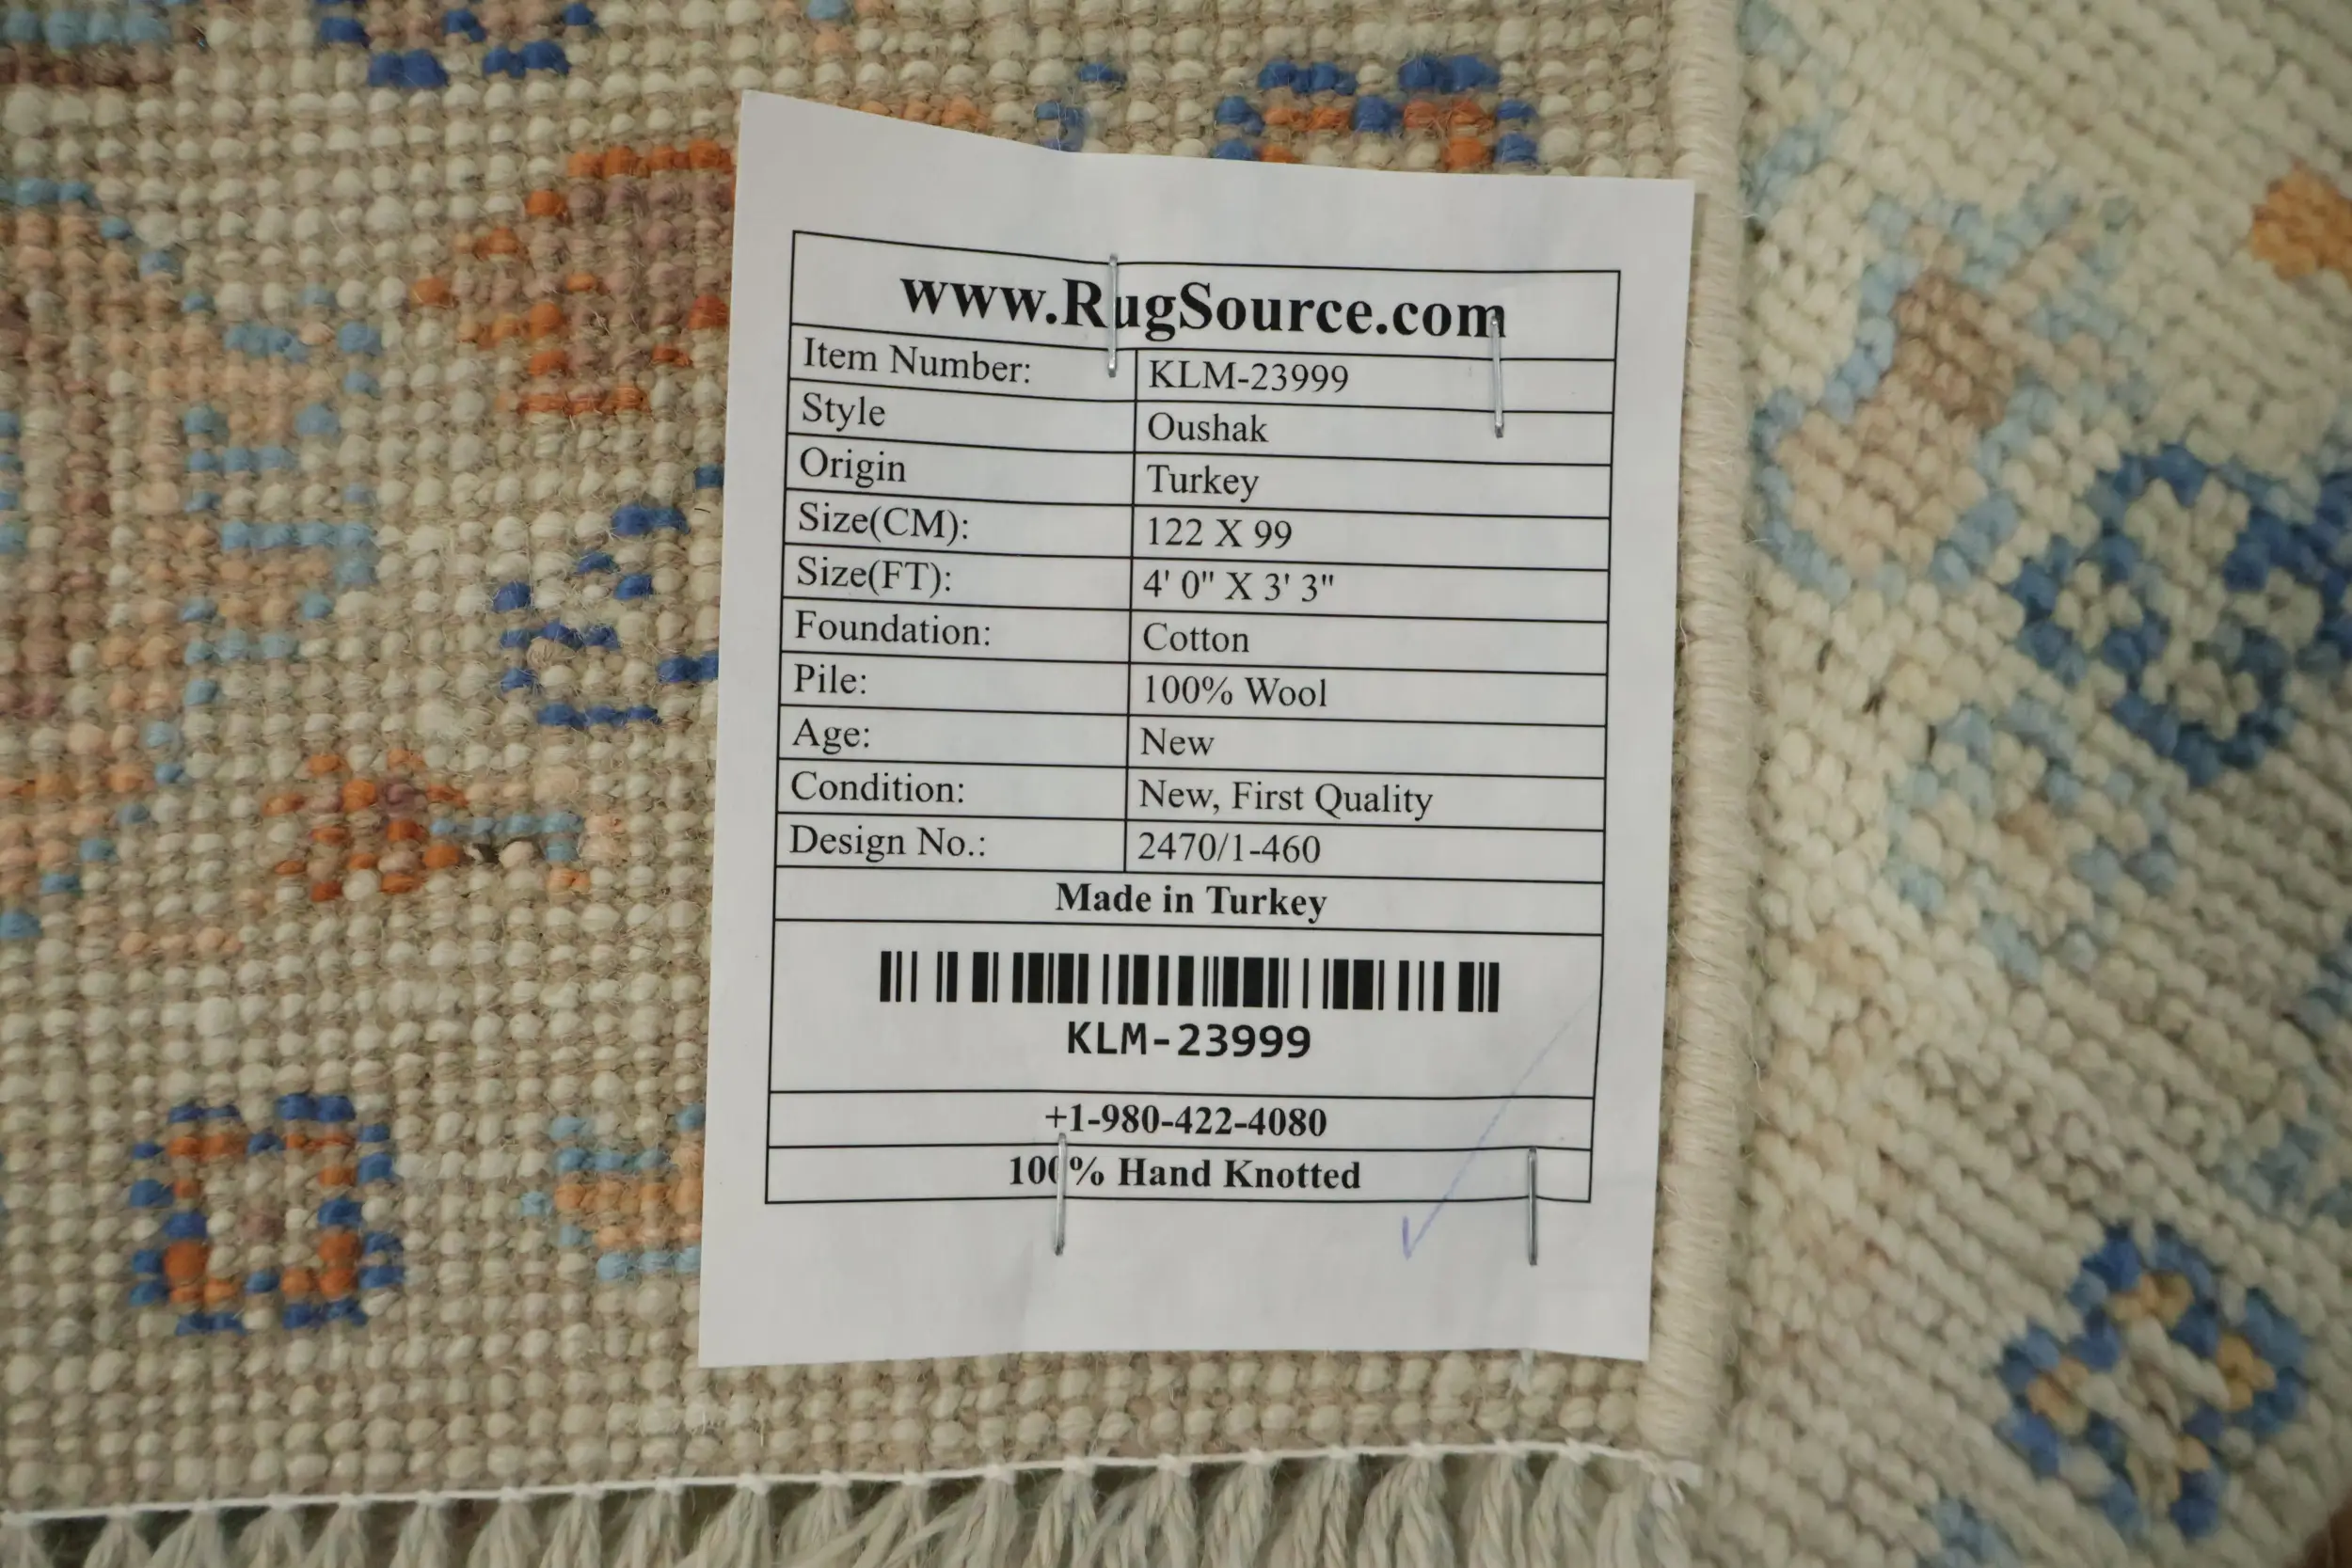 www.RugSource.com
Item Number: KLM-23999
Style Oushak
Origin Turkey
Size(CM): 122 X 99
Size(FT): 4' 0" X 3' 3"
Foundation: Cotton
Pile: 100% Wool
Age: New
Condition: New, First Quality
Design No.: 2470/1-460
Made in Turkey
KLM-23999
+1-980-422-4080
100% Hand Knotted